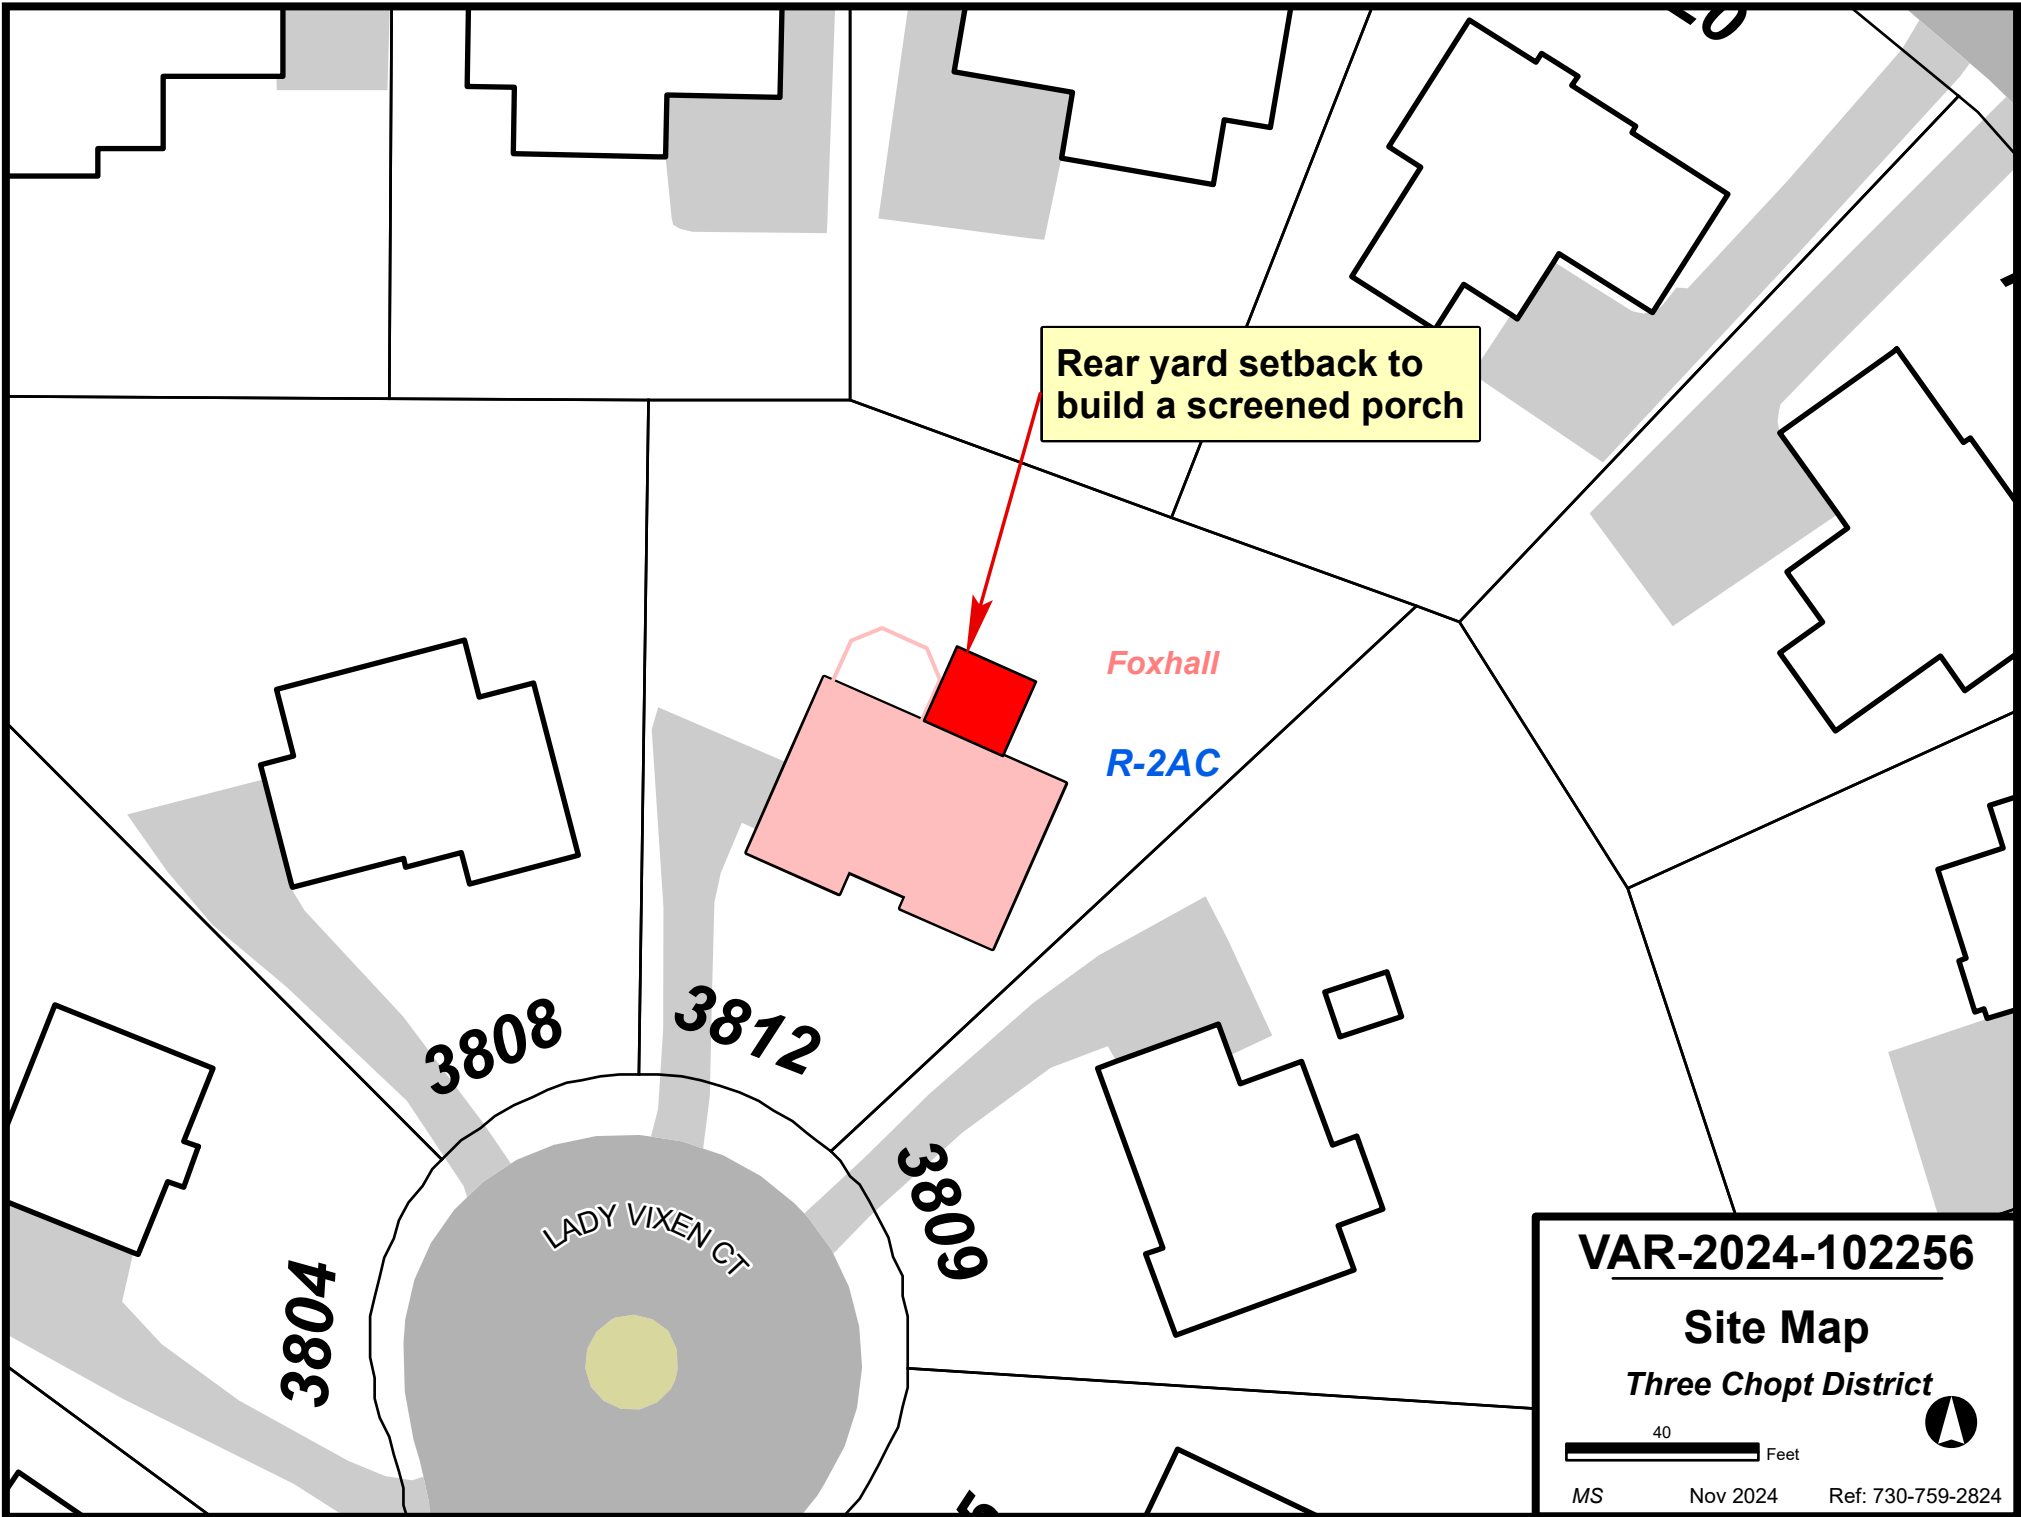 Rear yard setback to
build a screened porch
Foxhall
R-2AC
3808
3812
3809
3804
LADY VIXEN CT
VAR-2024-102256
Site Map
Three Chopt District
40
Feet
MS Nov 2024 Ref: 730-759-2824